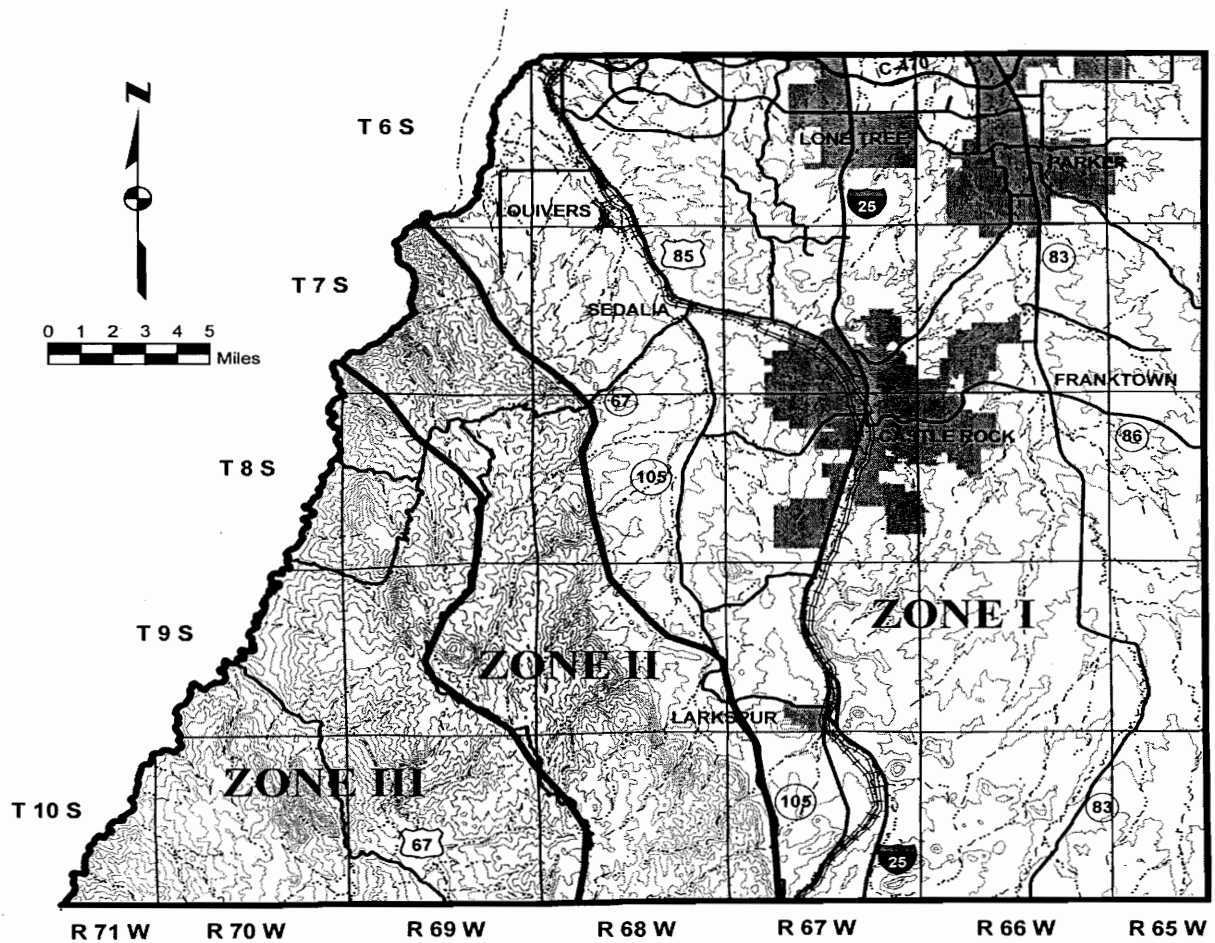 N
C-470
T 6 S
LONE TREE
PARKER
LOUIVERS
25
85
83
T 7 S
SEDALIA
0 1 2 3 4 5
Miles
FRANKTOWN
67
CASTLE ROCK
86
T 8 S
105
ZONE I
T 9 S
ZONE II
LARKSPUR
ZONE III
T 10 S
105
83
67
25
R 71 W R 70 W R 69 W R 68 W R 67 W R 66 W R 65 W